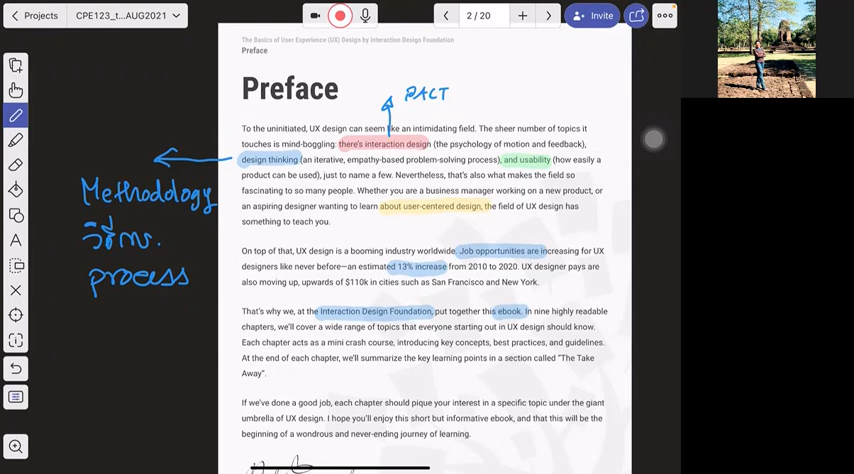 Projects
CPE123_t...AUG2021
2 / 20
Invite
The Basics of User Experience (UX) Design by Interaction Design Foundation
Preface
Preface
PACT
To the uninitiated, UX design can seem like an intimidating field. The sheer number of topics it
touches is mind-boggling: there's interaction design (the psychology of motion and feedback),
design thinking (an iterative, empathy-based problem-solving process), and usability (how easily a
product can be used), just to name a few. Nevertheless, that's also what makes the field so
fascinating to so many people. Whether you are a business manager working on a new product, or
an aspiring designer wanting to learn about user-centered design, the field of UX design has
something to teach you.
Methodology
วิธีการ
process
On top of that, UX design is a booming industry worldwide. Job opportunities are increasing for UX
designers like never before—an estimated 13% increase from 2010 to 2020. UX designer pays are
also moving up, upwards of $110k in cities such as San Francisco and New York.
That's why we, at the Interaction Design Foundation, put together this ebook. In nine highly readable
chapters, we'll cover a wide range of topics that everyone starting out in UX design should know.
Each chapter acts as a mini crash course, introducing key concepts, best practices, and guidelines.
At the end of each chapter, we'll summarize the key learning points in a section called "The Take
Away".
If we've done a good job, each chapter should pique your interest in a specific topic under the giant
umbrella of UX design. I hope you'll enjoy this short but informative ebook, and that this will be the
beginning of a wondrous and never-ending journey of learning.